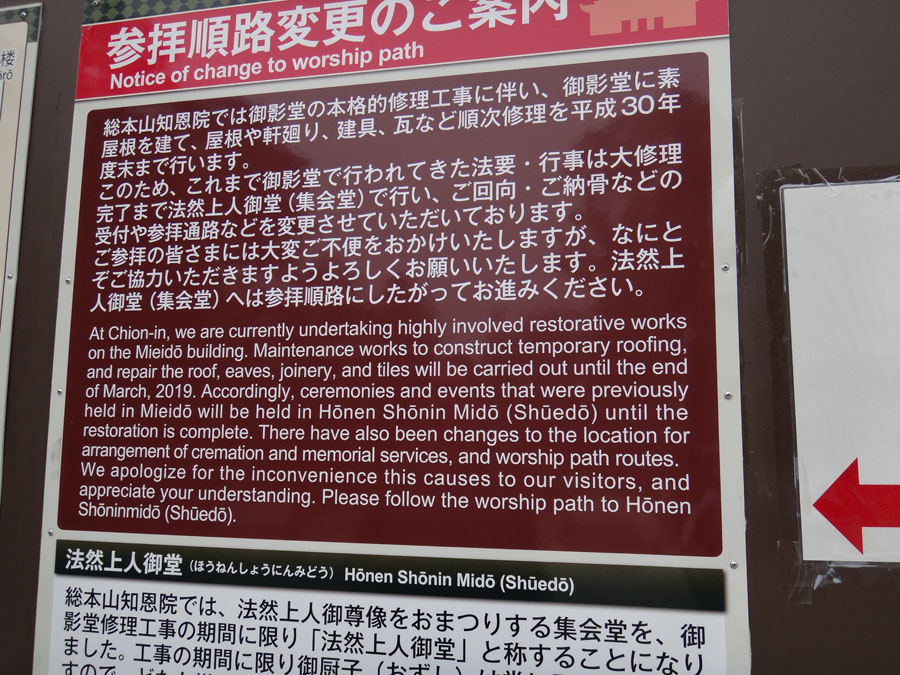 楼
参拝順路変更のご案内
Notice of change to worship path
総本山知恩院では御影堂の本格的修理工事に伴い、御影堂に素
屋根を建て、屋根や軒廻り、建具、瓦など順次修理を平成30年
度末まで行います。
このため、これまで御影堂で行われてきた法要・行事は大修理
完了まで法然上人御堂（集会堂）で行い、ご回向・ご納骨などの
受付や参拝通路などを変更させていただいております。
ご参拝の皆さまには大変ご不便をおかけいたしますが、なにと
ぞご協力いただきますようよろしくお願いいたします。法然上
人御堂（集会堂）へは参拝順路にしたがってお進みください。
At Chion-in, we are currently undertaking highly involved restorative works
on the Mieidō building. Maintenance works to construct temporary roofing,
and repair the roof, eaves, joinery, and tiles will be carried out until the end
of March, 2019. Accordingly, ceremonies and events that were previously
held in Mieidō will be held in Hōnen Shōnin Midō (Shūedō) until the
restoration is complete. There have also been changes to the location for
arrangement of cremation and memorial services, and worship path routes.
We apologize for the inconvenience this causes to our visitors, and
appreciate your understanding. Please follow the worship path to Hōnen
Shōninmidō (Shūedō).
法然上人御堂（ほうねんしょうにんみどう） Hōnen Shōnin Midō (Shūedō)
総本山知恩院では、法然上人御尊像をおまつりする集会堂を、御
影堂修理工事の期間に限り「法然上人御堂」と称することになり
ました。工事の期間に限り御厨子（おずし）は常に